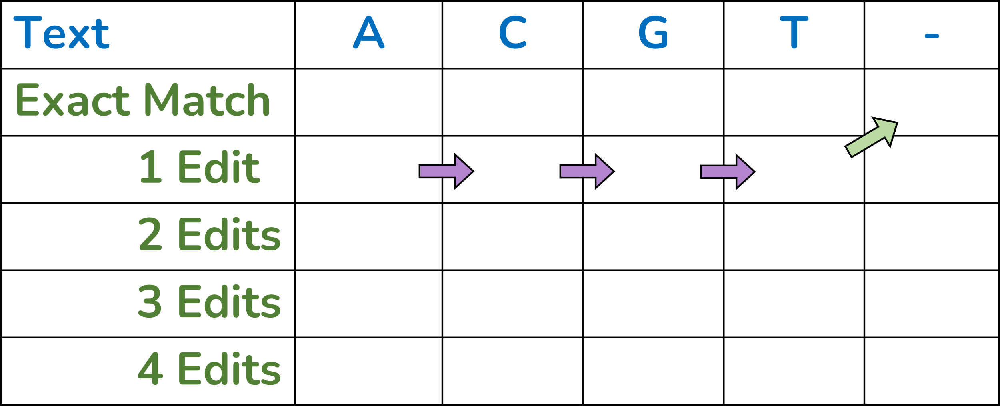 Text A C G T -
Exact Match
1 Edit
2 Edits
3 Edits
4 Edits